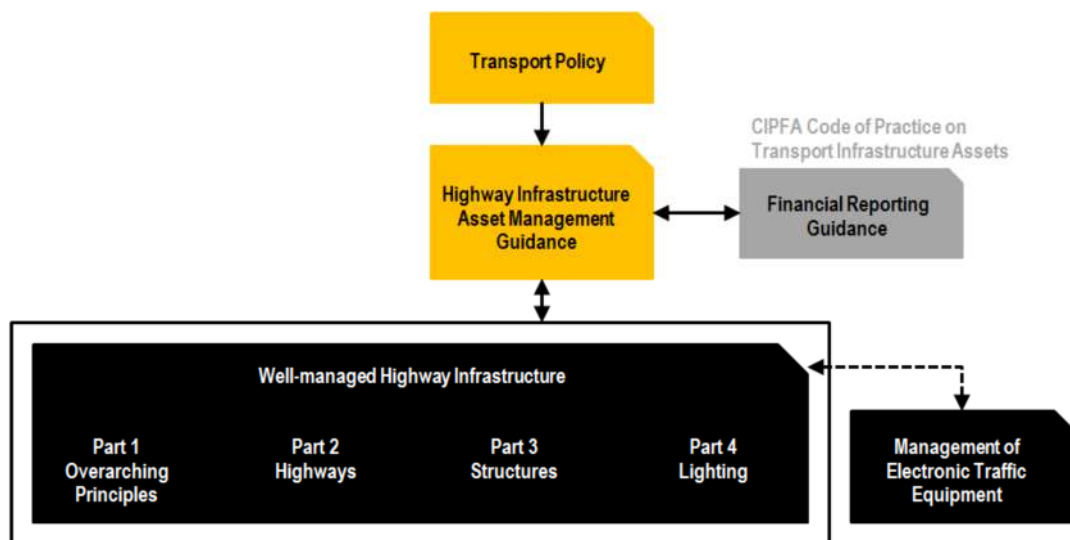 Transport Policy
CIPFA Code of Practice on
Transport Infrastructure Assets
Highway Infrastructure
Asset Management
Guidance
Financial Reporting
Guidance
Well-managed Highway Infrastructure
Part 1
Overarching
Principles
Part 2
Highways
Part 3
Structures
Part 4
Lighting
Management of
Electronic Traffic
Equipment